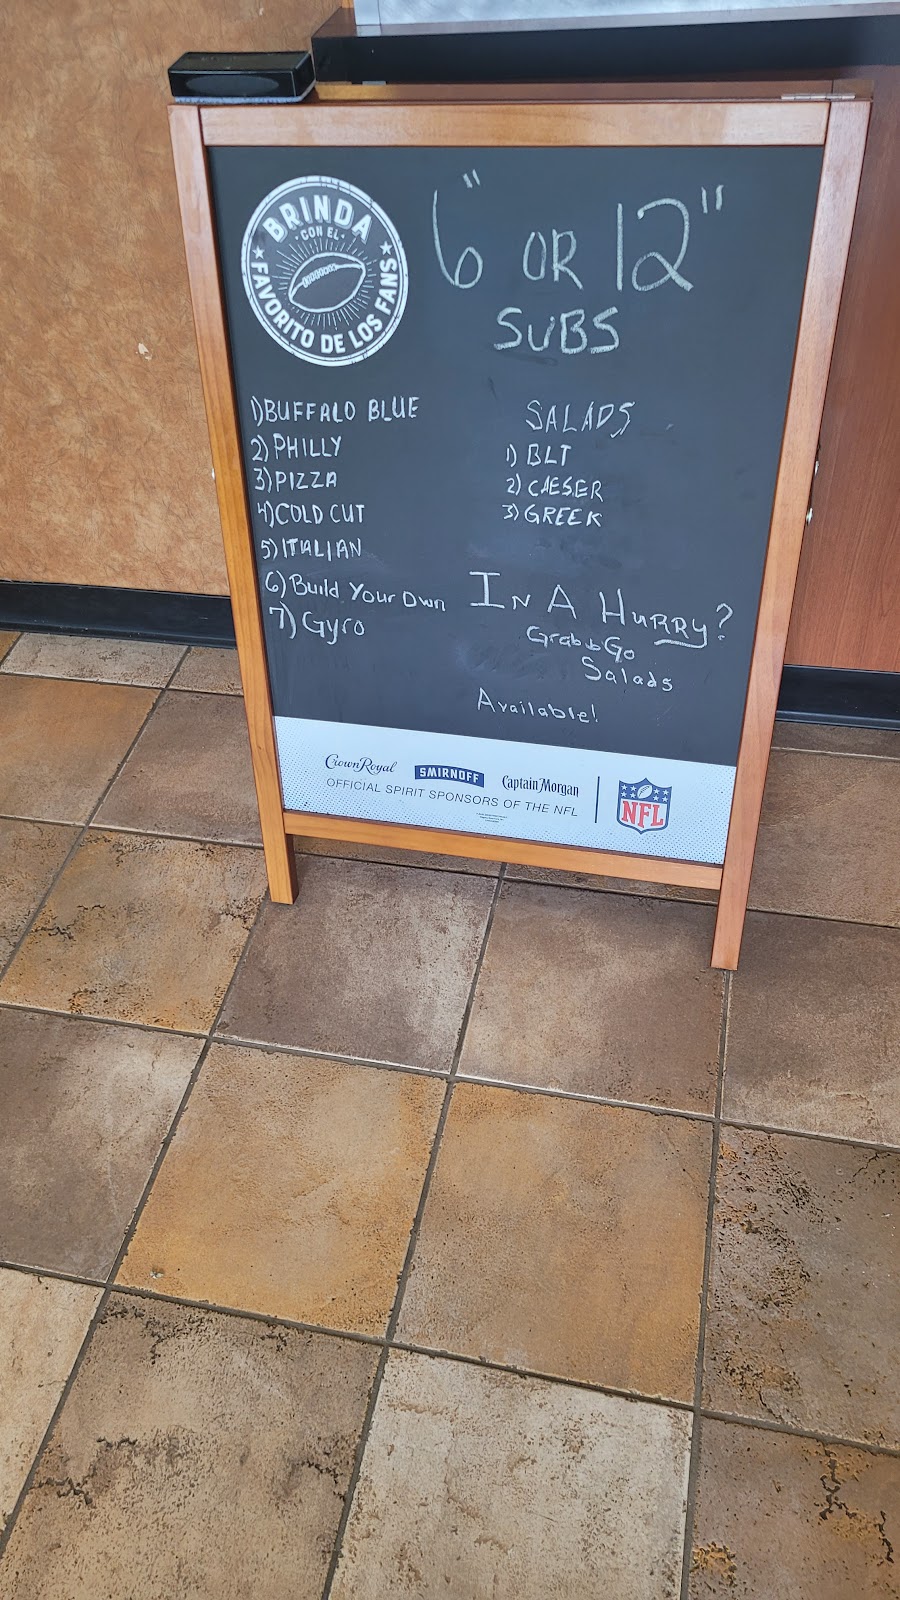 BRINDA
·CON EL·
★ FAVORITO DE LOS FANS ★
6" OR 12"
SUBS
1) BUFFALO BLUE
2) PHILLY
3) PIZZA
4) COLD CUT
5) ITALIAN
6) Build Your Own
7) Gyro
SALADS
1) BLT
2) CAESER
3) GREEK
IN A HURRY?
Grab & Go
Salads
Available!
Crown Royal
SMIRNOFF
Captain Morgan
OFFICIAL SPIRIT SPONSORS OF THE NFL
NFL